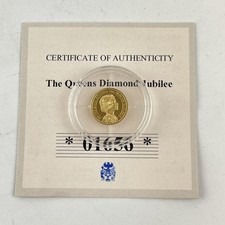 CERTIFICATE OF AUTHENTICITY
The Queens Diamond Jubilee
* 01656 *